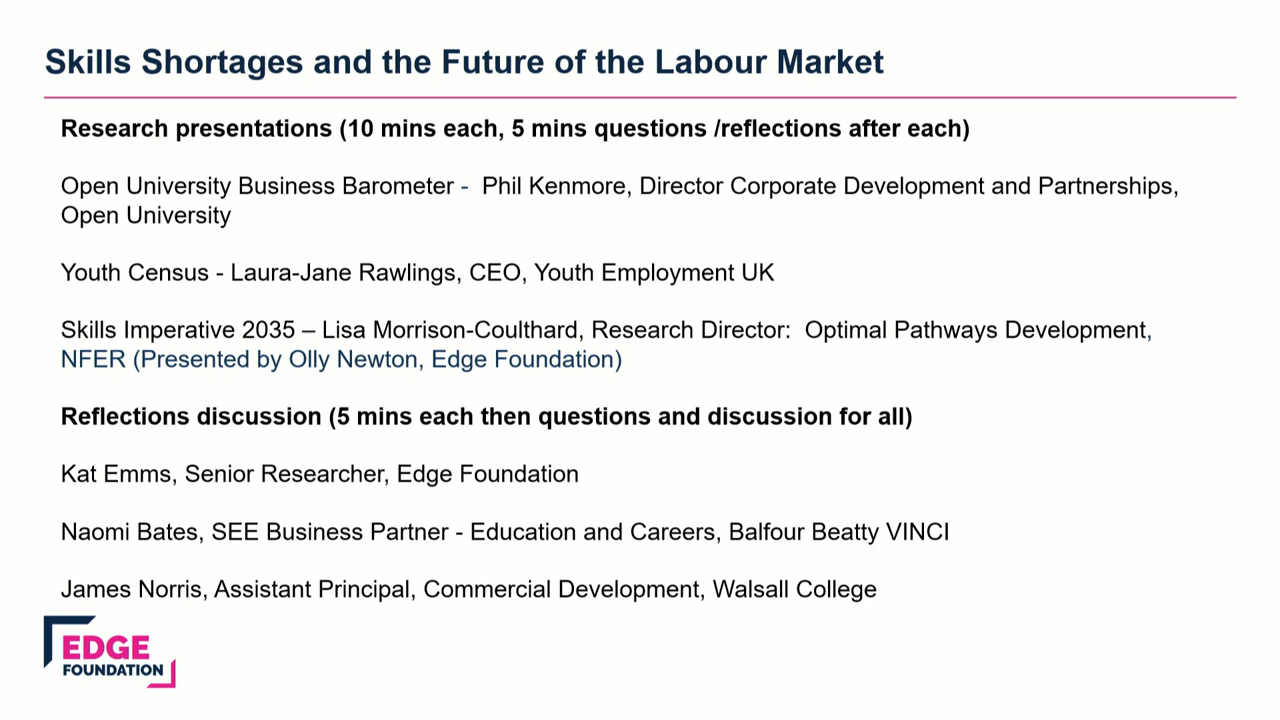 Skills Shortages and the Future of the Labour Market
Research presentations (10 mins each, 5 mins questions /reflections after each)
Open University Business Barometer -  Phil Kenmore, Director Corporate Development and Partnerships,
Open University
Youth Census - Laura-Jane Rawlings, CEO, Youth Employment UK
Skills Imperative 2035 – Lisa Morrison-Coulthard, Research Director:  Optimal Pathways Development,
NFER (Presented by Olly Newton, Edge Foundation)
Reflections discussion (5 mins each then questions and discussion for all)
Kat Emms, Senior Researcher, Edge Foundation
Naomi Bates, SEE Business Partner - Education and Careers, Balfour Beatty VINCI
James Norris, Assistant Principal, Commercial Development, Walsall College
EDGE
FOUNDATION